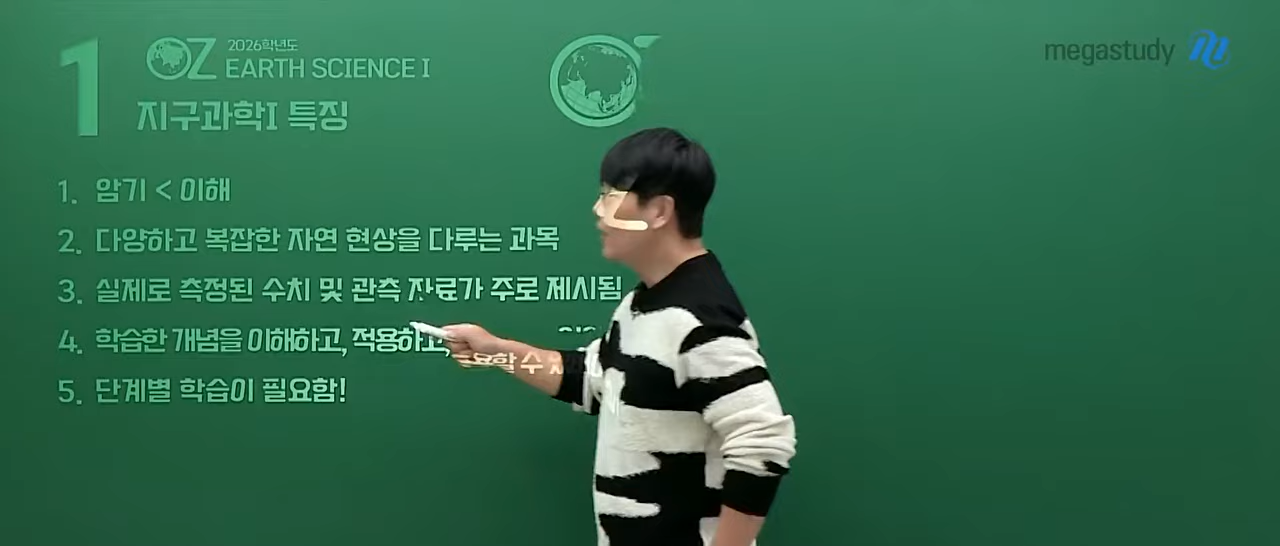 1
OZ 2026학년도
EARTH SCIENCE I
지구과학I 특징
megastudy
1. 암기 < 이해
2. 다양하고 복잡한 자연 현상을 다루는 과목
3. 실제로 측정된 수치 및 관측 자료가 주로 제시됨
4. 학습한 개념을 이해하고, 적용하고,
5. 단계별 학습이 필요함!